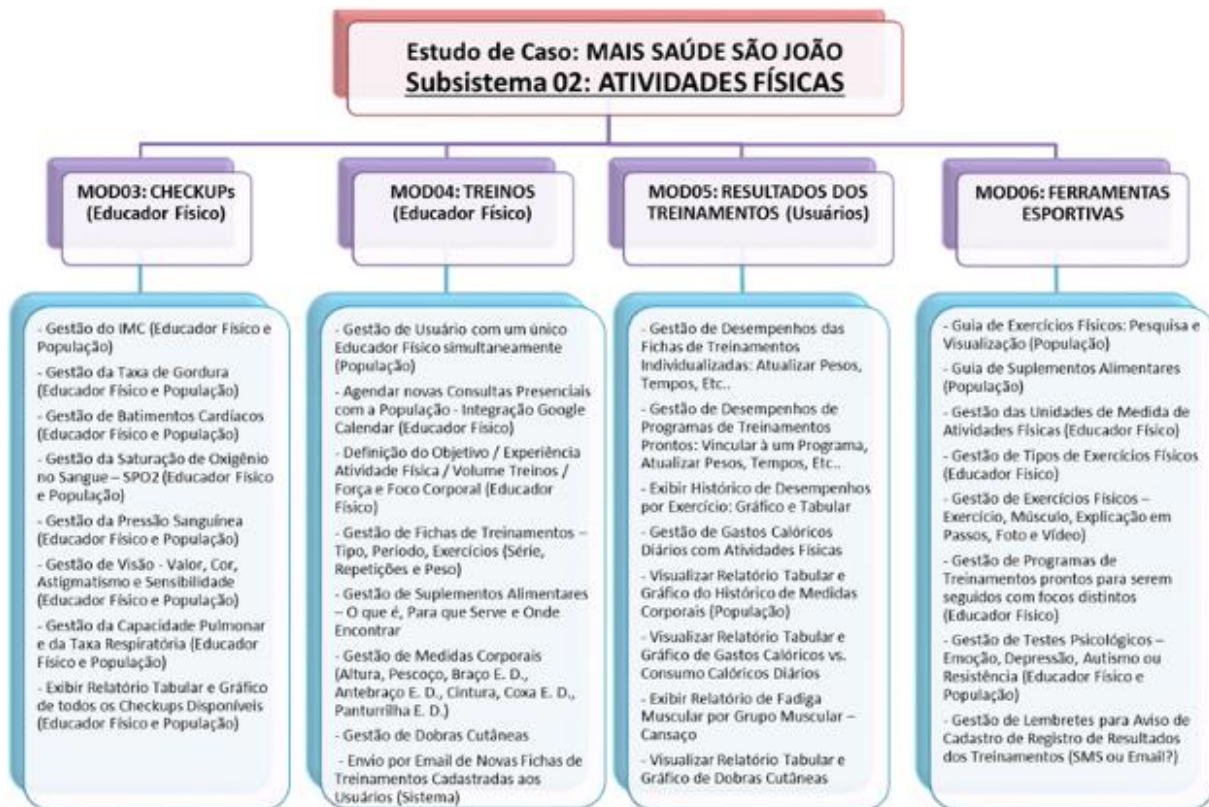 Estudo de Caso: MAIS SAÚDE SÃO JOÃO
Subsistema 02: ATIVIDADES FÍSICAS
MOD03: CHECKUPs
(Educador Físico)
- Gestão do IMC (Educador Físico e
População)
- Gestão da Taxa de Gordura
(Educador Físico e População)
- Gestão de Batimentos Cardíacos
(Educador Físico e População)
- Gestão da Saturação de Oxigênio
no Sangue – SPO2 (Educador Físico
e População)
- Gestão da Pressão Sanguínea
(Educador Físico e População)
- Gestão de Visão - Valor, Cor,
Astigmatismo e Sensibilidade
(Educador Físico e População)
- Gestão da Capacidade Pulmonar
e da Taxa Respiratória (Educador
Físico e População)
- Exibir Relatório Tabular e Gráfico
de todos os Checkups Disponíveis
(Educador Físico e População)
MOD04: TREINOS
(Educador Físico)
- Gestão de Usuário com um único
Educador Físico simultaneamente
(População)
- Agendar novas Consultas Presenciais
com a População - Integração Google
Calendar (Educador Físico)
- Definição do Objetivo / Experiência
Atividade Física / Volume Treinos /
Força e Foco Corporal (Educador
Físico)
- Gestão de Fichas de Treinamentos –
Tipo, Período, Exercícios (Série,
Repetições e Peso)
- Gestão de Suplementos Alimentares
– O que é, Para que Serve e Onde
Encontrar
- Gestão de Medidas Corporais
(Altura, Pescoço, Braço E. D.,
Antebraço E. D., Cintura, Coxa E. D.,
Panturrilha E. D.)
- Gestão de Dobras Cutâneas
- Envio por Email de Novas Fichas de
Treinamentos Cadastradas aos
Usuários (Sistema)
MOD05: RESULTADOS DOS
TREINAMENTOS (Usuários)
- Gestão de Desempenhos das
Fichas de Treinamentos
Individualizadas: Atualizar Pesos,
Tempos, Etc..
- Gestão de Desempenhos de
Programas de Treinamentos
Prontos: Vincular à um Programa,
Atualizar Pesos, Tempos, Etc..
- Exibir Histórico de Desempenhos
por Exercício: Gráfico e Tabular
- Gestão de Gastos Calóricos
Diários com Atividades Físicas
- Visualizar Relatório Tabular e
Gráfico do Histórico de Medidas
Corporais (População)
- Visualizar Relatório Tabular e
Gráfico de Gastos Calóricos vs.
Consumo Calóricos Diários
- Exibir Relatório de Fadiga
Muscular por Grupo Muscular –
Cansaço
- Visualizar Relatório Tabular e
Gráfico de Dobras Cutâneas
MOD06: FERRAMENTAS
ESPORTIVAS
- Guia de Exercícios Físicos: Pesquisa e
Visualização (População)
- Guia de Suplementos Alimentares
(População)
- Gestão das Unidades de Medida de
Atividades Físicas (Educador Físico)
- Gestão de Tipos de Exercícios Físicos
(Educador Físico)
- Gestão de Exercícios Físicos –
Exercício, Músculo, Explicação em
Passos, Foto e Vídeo)
- Gestão de Programas de
Treinamentos prontos para serem
seguidos com focos distintos
(Educador Físico)
- Gestão de Testes Psicológicos –
Emoção, Depressão, Autismo ou
Resistência (Educador Físico e
População)
- Gestão de Lembretes para Aviso de
Cadastro de Registro de Resultados
dos Treinamentos (SMS ou Email?)